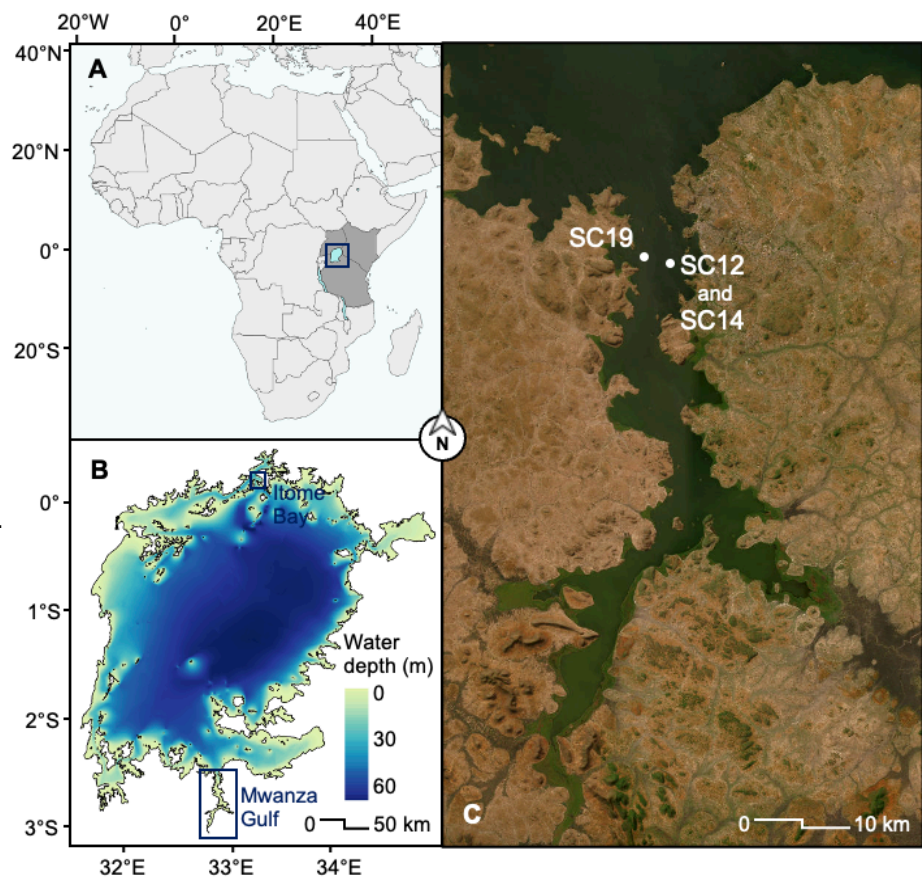 20°W 0° 20°E 40°E
40°N
20°N
0°
20°S
A
B
0°
1°S
2°S
3°S
32°E 33°E 34°E
Itome
Bay
Water
depth (m)
0
30
60
Mwanza
Gulf
0 50 km
N
SC19
SC12
and
SC14
C
0 10 km